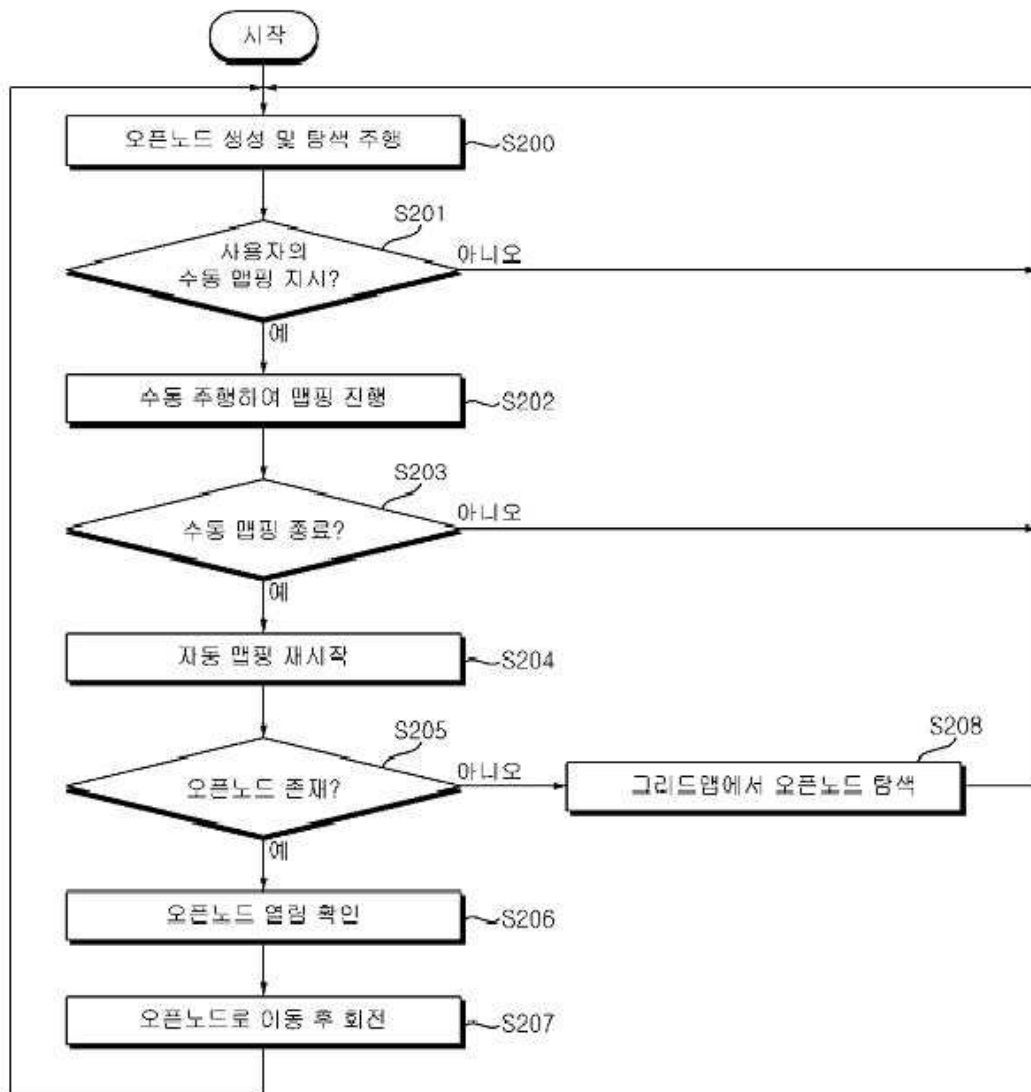 시작
오픈노드 생성 및 탐색 주행
S200
S201
사용자의
수동 맵핑 지시?
아니오
예
수동 주행하여 맵핑 진행
S202
S203
수동 맵핑 종료?
아니오
예
자동 맵핑 재시작
S204
S205
오픈노드 존재?
아니오
S208
그리드맵에서 오픈노드 탐색
예
오픈노드 열림 확인
S206
오픈노드로 이동 후 회전
S207